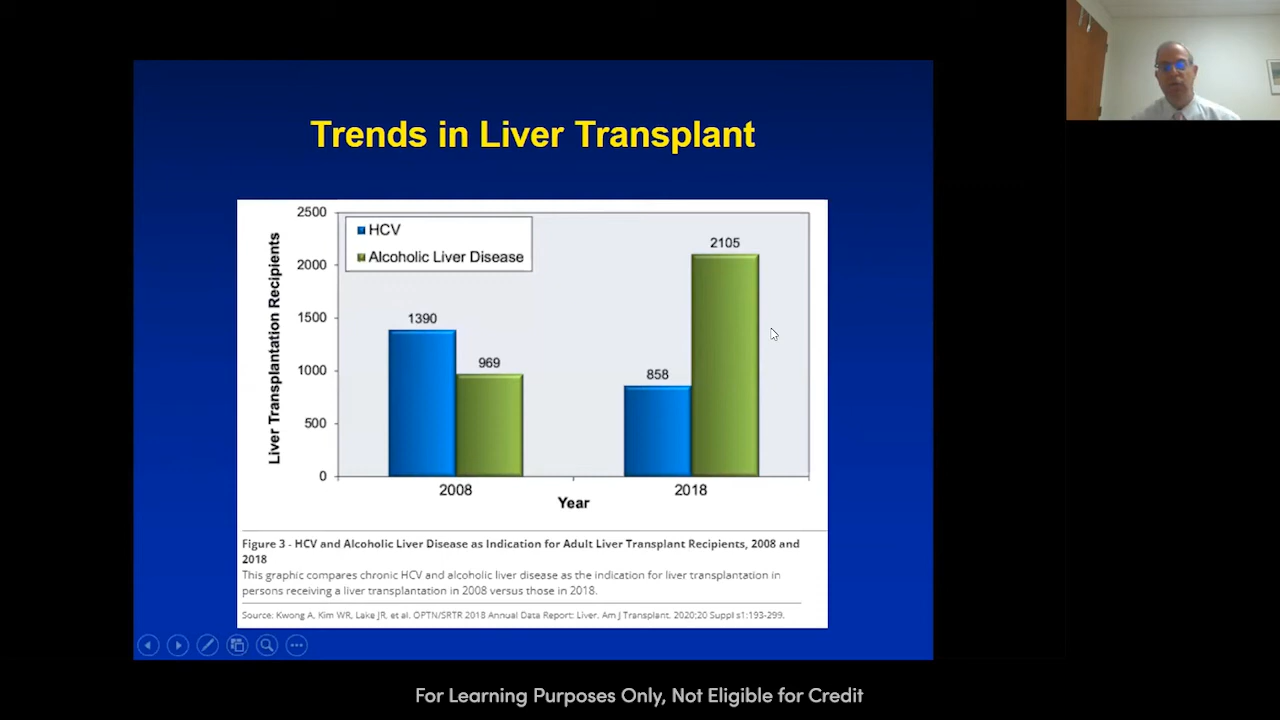 Trends in Liver Transplant
2500
2000
1500
1000
500
0
Liver Transplantation Recipients
HCV
Alcoholic Liver Disease
1390
969
858
2105
2008
2018
Year
Figure 3 - HCV and Alcoholic Liver Disease as Indication for Adult Liver Transplant Recipients, 2008 and
2018
This graphic compares chronic HCV and alcoholic liver disease as the indication for liver transplantation in
persons receiving a liver transplantation in 2008 versus those in 2018.
Source: Kwong A, Kim WR, Lake JR, et al. OPTN/SRTR 2018 Annual Data Report: Liver. Am J Transplant. 2020;20 Suppl s1:193-299.
For Learning Purposes Only, Not Eligible for Credit